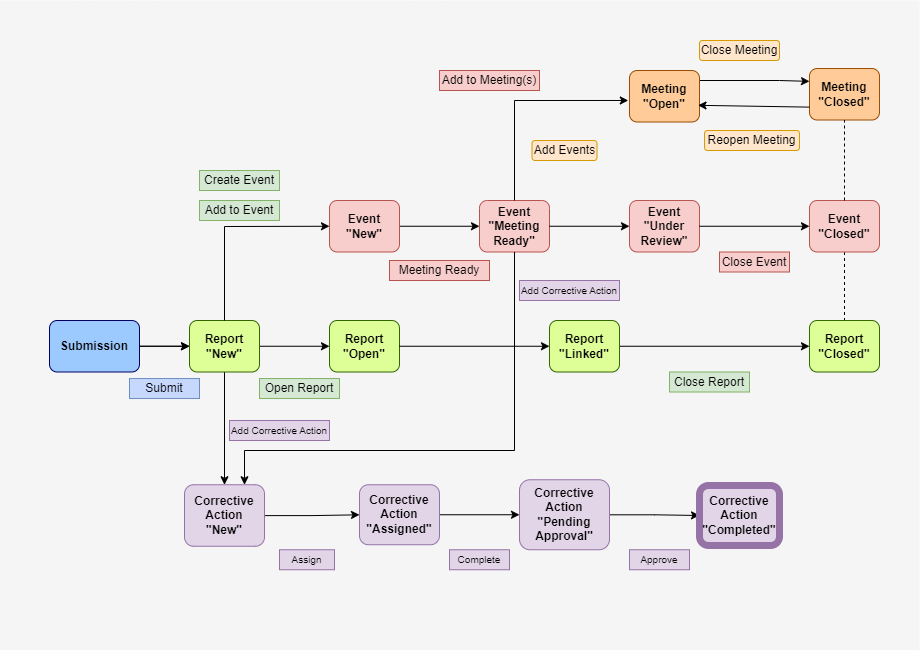 Close Meeting
Add to Meeting(s)
Meeting
"Open"
Meeting
"Closed"
Reopen Meeting
Add Events
Create Event
Add to Event
Event
"New"
Event
"Meeting
Ready"
Event
"Under
Review"
Event
"Closed"
Meeting Ready
Close Event
Add Corrective Action
Submission
Report
"New"
Report
"Open"
Report
"Linked"
Report
"Closed"
Submit
Open Report
Close Report
Add Corrective Action
Corrective
Action
"New"
Corrective
Action
"Assigned"
Corrective
Action
"Pending
Approval"
Corrective
Action
"Completed"
Assign
Complete
Approve